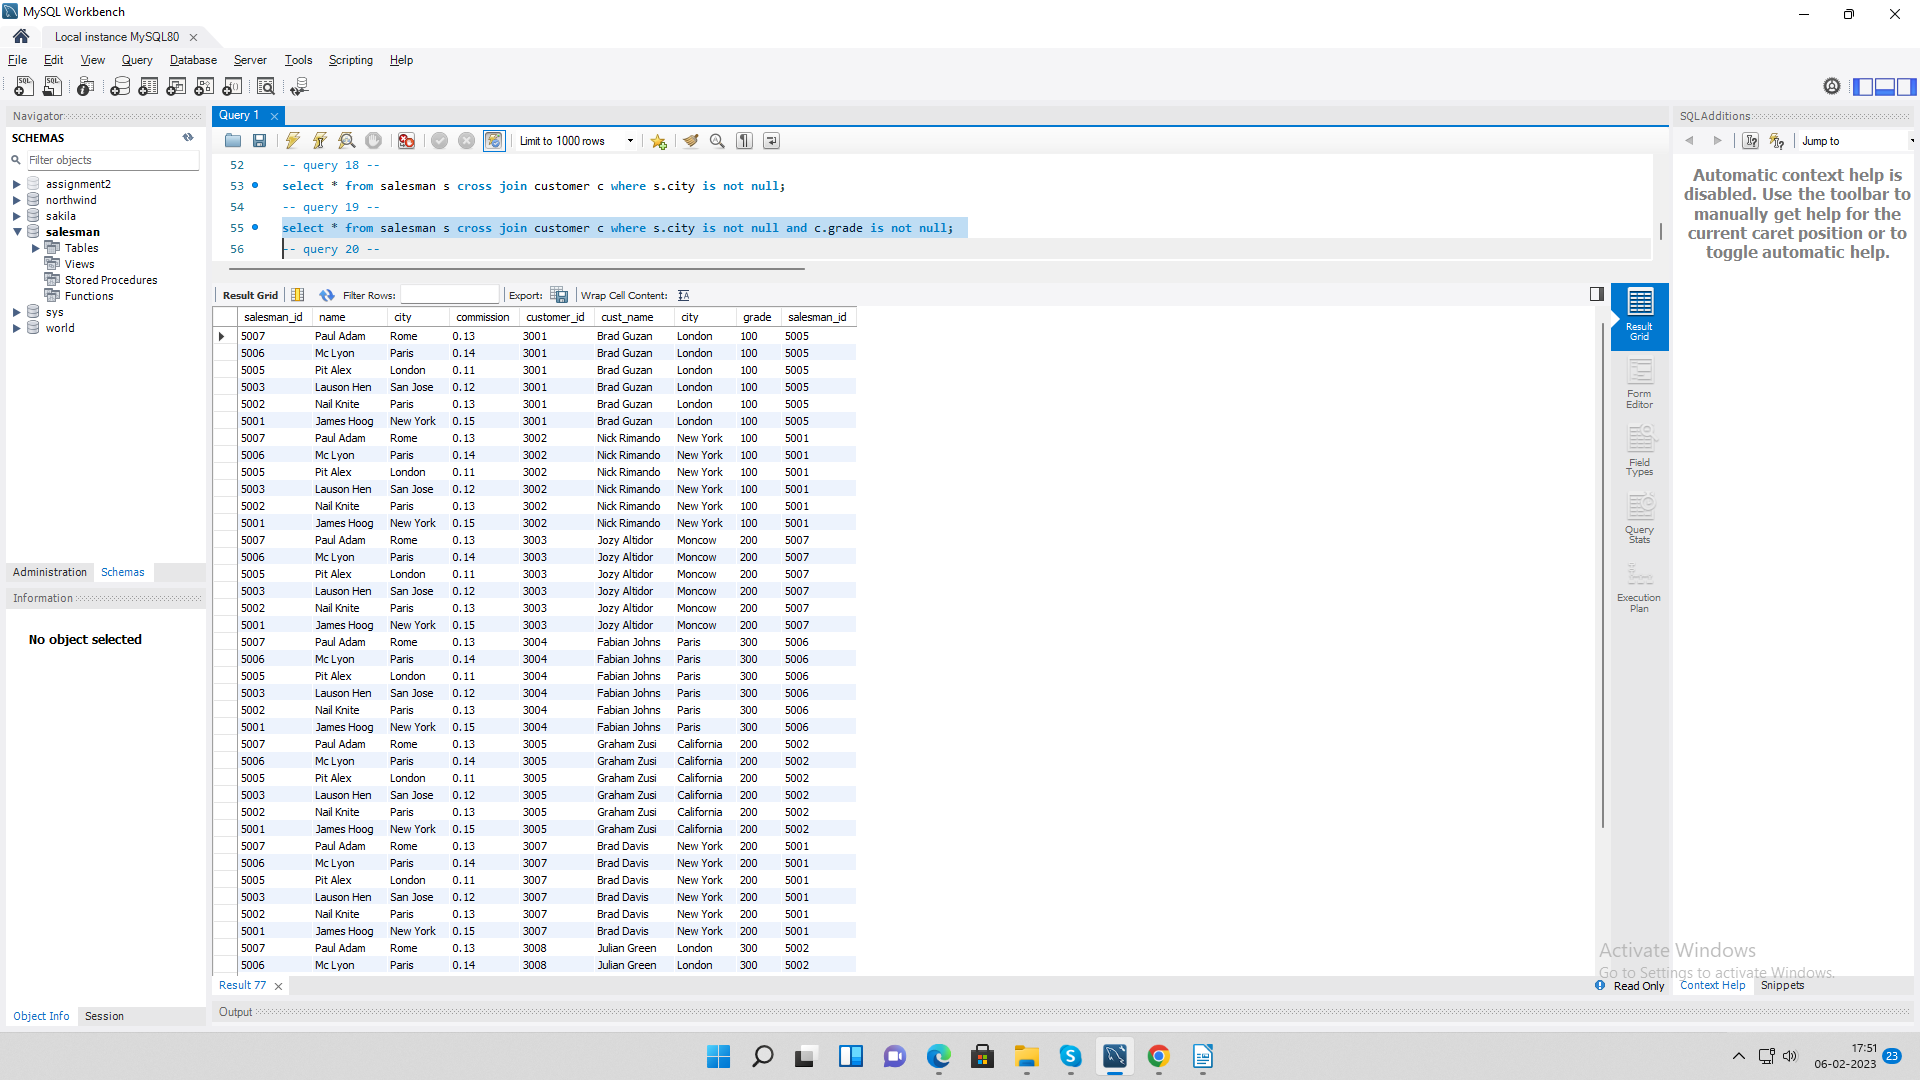 MySQL Workbench
Local instance MySQL80
File Edit View Query Database Server Tools Scripting Help
Navigator
SCHEMAS
Filter objects
assignment2
northwind
sakila
salesman
Tables
Views
Stored Procedures
Functions
sys
world
Administration Schemas
Information
No object selected
Object Info Session
Query 1
Limit to 1000 rows
52 -- query 18 --
53 select * from salesman s cross join customer c where s.city is not null;
54 -- query 19 --
55 select * from salesman s cross join customer c where s.city is not null and c.grade is not null;
56 -- query 20 --
Result Grid Filter Rows: Export: Wrap Cell Content:
salesman_id name city commission customer_id cust_name city grade salesman_id
5007 Paul Adam Rome 0.13 3001 Brad Guzan London 100 5005
5006 Mc Lyon Paris 0.14 3001 Brad Guzan London 100 5005
5005 Pit Alex London 0.11 3001 Brad Guzan London 100 5005
5003 Lauson Hen San Jose 0.12 3001 Brad Guzan London 100 5005
5002 Nail Knite Paris 0.13 3001 Brad Guzan London 100 5005
5001 James Hoog New York 0.15 3001 Brad Guzan London 100 5005
5007 Paul Adam Rome 0.13 3002 Nick Rimando New York 100 5001
5006 Mc Lyon Paris 0.14 3002 Nick Rimando New York 100 5001
5005 Pit Alex London 0.11 3002 Nick Rimando New York 100 5001
5003 Lauson Hen San Jose 0.12 3002 Nick Rimando New York 100 5001
5002 Nail Knite Paris 0.13 3002 Nick Rimando New York 100 5001
5001 James Hoog New York 0.15 3002 Nick Rimando New York 100 5001
5007 Paul Adam Rome 0.13 3003 Jozy Altidor Moncow 200 5007
5006 Mc Lyon Paris 0.14 3003 Jozy Altidor Moncow 200 5007
5005 Pit Alex London 0.11 3003 Jozy Altidor Moncow 200 5007
5003 Lauson Hen San Jose 0.12 3003 Jozy Altidor Moncow 200 5007
5002 Nail Knite Paris 0.13 3003 Jozy Altidor Moncow 200 5007
5001 James Hoog New York 0.15 3003 Jozy Altidor Moncow 200 5007
5007 Paul Adam Rome 0.13 3004 Fabian Johns Paris 300 5006
5006 Mc Lyon Paris 0.14 3004 Fabian Johns Paris 300 5006
5005 Pit Alex London 0.11 3004 Fabian Johns Paris 300 5006
5003 Lauson Hen San Jose 0.12 3004 Fabian Johns Paris 300 5006
5002 Nail Knite Paris 0.13 3004 Fabian Johns Paris 300 5006
5001 James Hoog New York 0.15 3004 Fabian Johns Paris 300 5006
5007 Paul Adam Rome 0.13 3005 Graham Zusi California 200 5002
5006 Mc Lyon Paris 0.14 3005 Graham Zusi California 200 5002
5005 Pit Alex London 0.11 3005 Graham Zusi California 200 5002
5003 Lauson Hen San Jose 0.12 3005 Graham Zusi California 200 5002
5002 Nail Knite Paris 0.13 3005 Graham Zusi California 200 5002
5001 James Hoog New York 0.15 3005 Graham Zusi California 200 5002
5007 Paul Adam Rome 0.13 3007 Brad Davis New York 200 5001
5006 Mc Lyon Paris 0.14 3007 Brad Davis New York 200 5001
5005 Pit Alex London 0.11 3007 Brad Davis New York 200 5001
5003 Lauson Hen San Jose 0.12 3007 Brad Davis New York 200 5001
5002 Nail Knite Paris 0.13 3007 Brad Davis New York 200 5001
5001 James Hoog New York 0.15 3007 Brad Davis New York 200 5001
5007 Paul Adam Rome 0.13 3008 Julian Green London 300 5002
5006 Mc Lyon Paris 0.14 3008 Julian Green London 300 5002
Result 77
Output
Result
Grid
Form
Editor
Field
Types
Query
Stats
Execution
Plan
Read Only
SQLAdditions
Jump to
Automatic context help is
disabled. Use the toolbar to
manually get help for the
current caret position or to
toggle automatic help.
Activate Windows
Go to Settings to activate Windows.
Context Help Snippets
17:51
06-02-2023
23